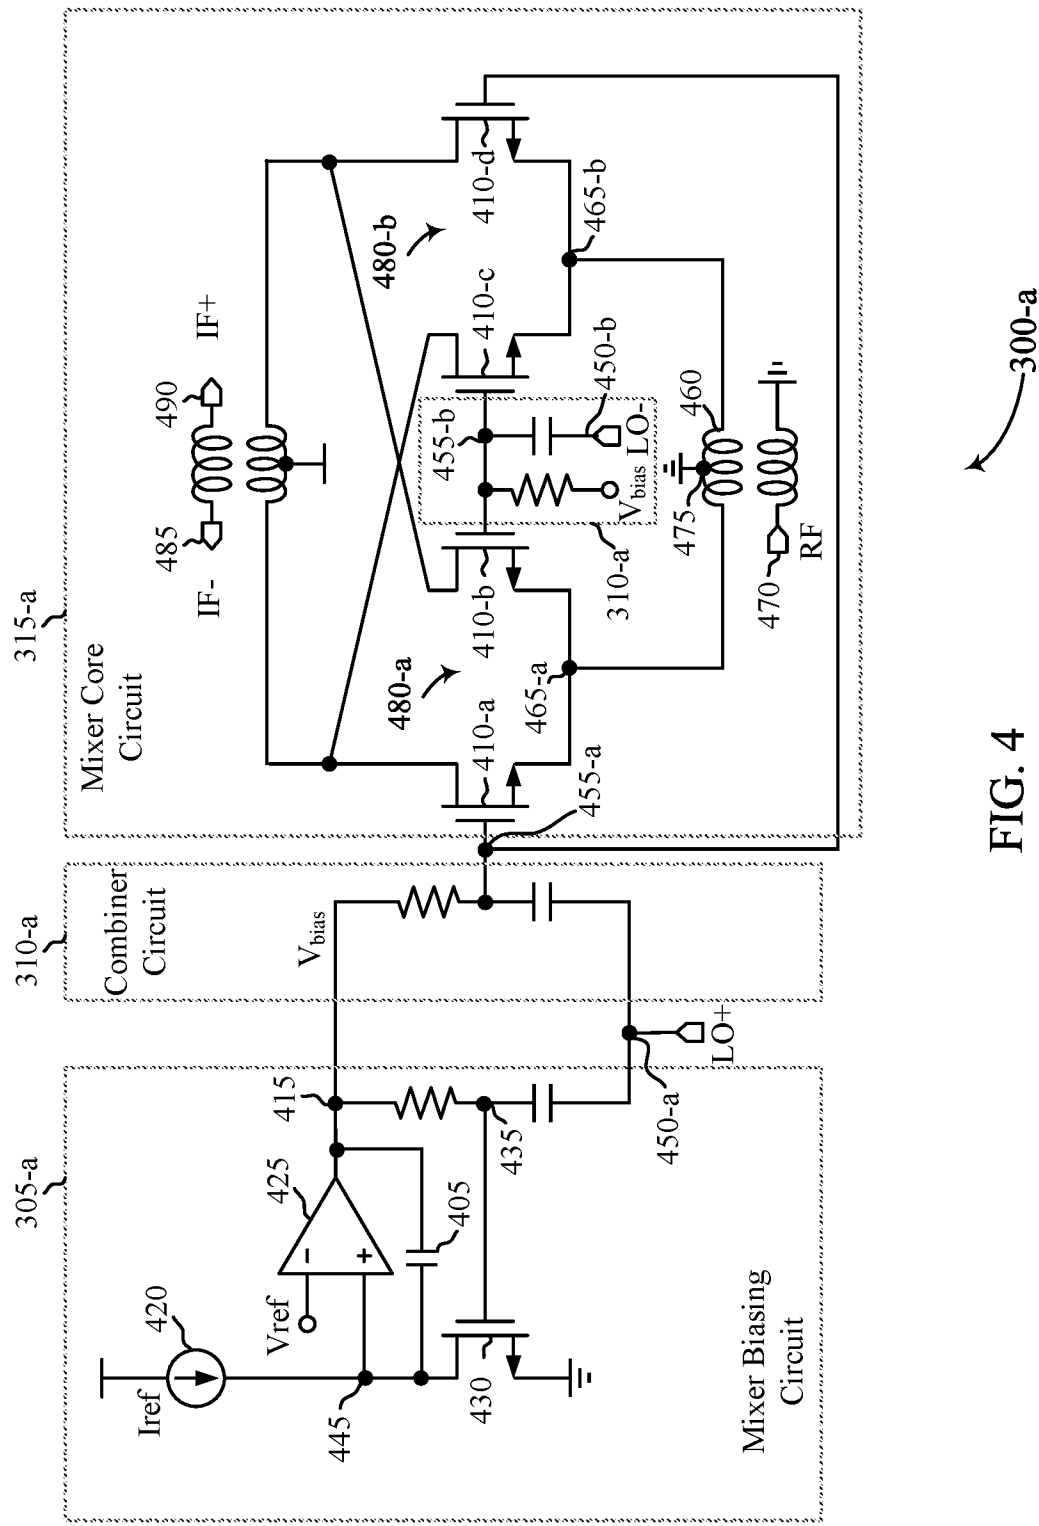 305-a
310-a
315-a
Iref
420
Vref
425
-
+
445
405
415
430
435
450-a
LO+
Mixer Biasing
Circuit
Combiner
Circuit
Vbias
Mixer Core
Circuit
IF-
485
490
IF+
455-a
410-a
480-a
465-a
410-b
310-a
455-b
Vbias
LO-
450-b
410-c
480-b
410-d
465-b
475
460
470
RF
300-a
FIG. 4